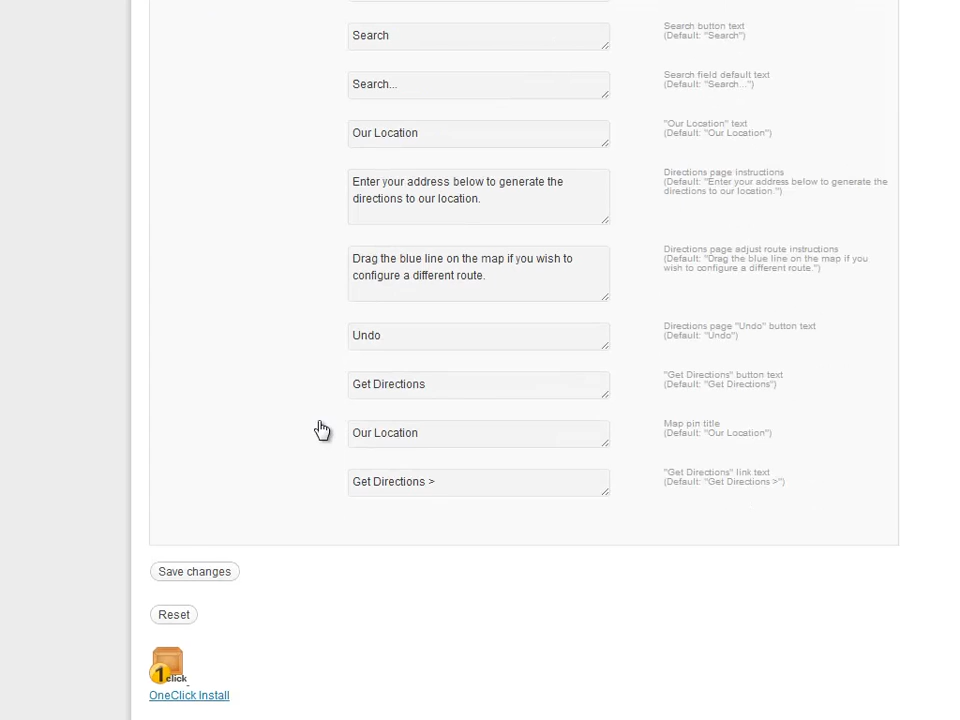 Search
Search button text
(Default: "Search")
Search...
Search field default text
(Default: "Search...")
Our Location
"Our Location" text
(Default: "Our Location")
Enter your address below to generate the
directions to our location.
Directions page instructions
(Default: "Enter your address below to generate the
directions to our location.")
Drag the blue line on the map if you wish to
configure a different route.
Directions page adjust route instructions
(Default: "Drag the blue line on the map if you
wish to configure a different route.")
Undo
Directions page "Undo" button text
(Default: "Undo")
Get Directions
"Get Directions" button text
(Default: "Get Directions")
Our Location
Map pin title
(Default: "Our Location")
Get Directions >
"Get Directions" link text
(Default: "Get Directions >")
Save changes
Reset
1
click
OneClick Install